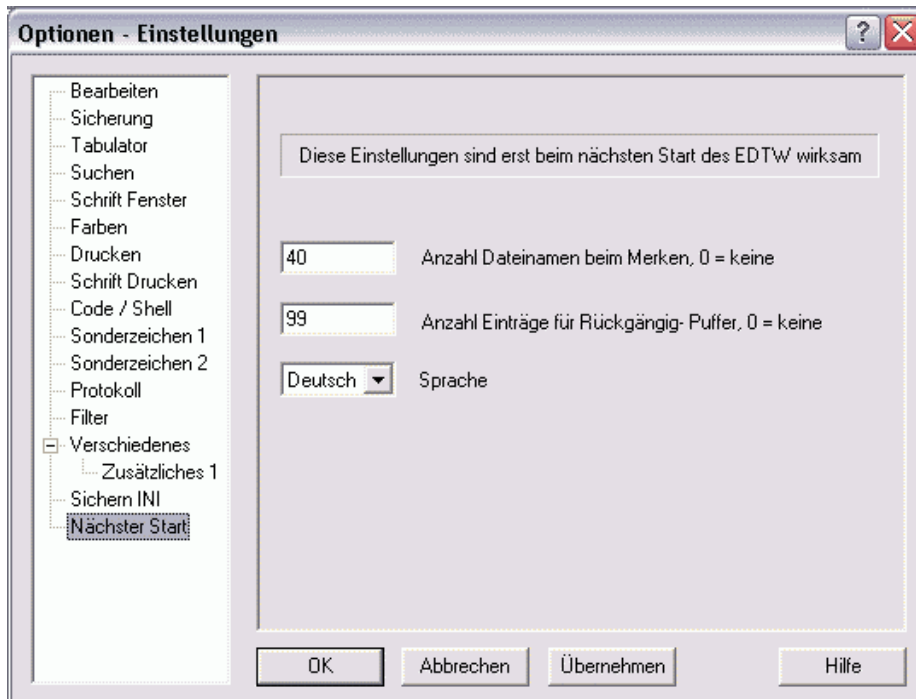 Optionen - Einstellungen
Bearbeiten
Sicherung
Tabulator
Suchen
Schrift Fenster
Farben
Drucken
Schrift Drucken
Code / Shell
Sonderzeichen 1
Sonderzeichen 2
Protokoll
Filter
Verschiedenes
Zusätzliches 1
Sichern INI
Nächster Start
Diese Einstellungen sind erst beim nächsten Start des EDTW wirksam
40 Anzahl Dateinamen beim Merken, 0 = keine
99 Anzahl Einträge für Rückgängig- Puffer, 0 = keine
Deutsch Sprache
OK Abbrechen Übernehmen Hilfe